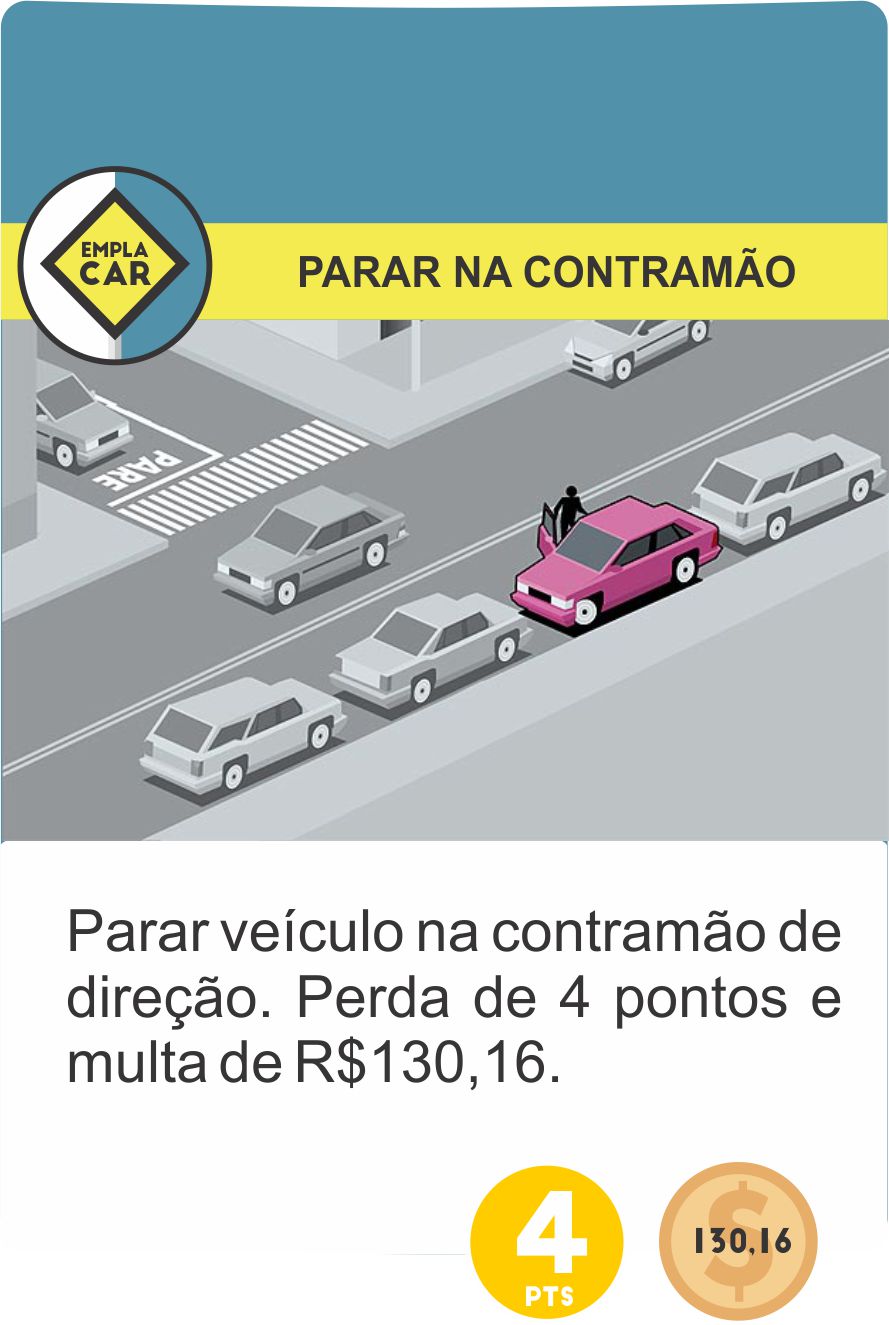 EMPLA
CAR
PARAR NA CONTRAMÃO
PARE
Parar veículo na contramão de
direção. Perda de 4 pontos e
multa de R$130,16.
4
PTS
$
130,16